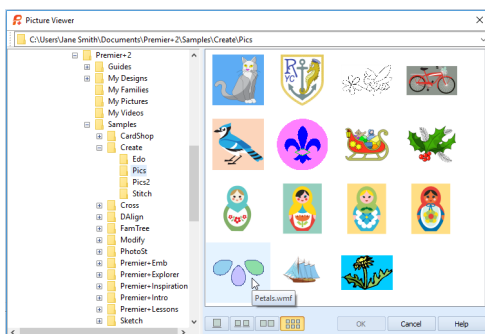 Picture Viewer
C:\Users\Jane Smith\Documents\Premier+2\Samples\Create\Pics
Premier+2
Guides
My Designs
My Families
My Pictures
My Videos
Samples
CardShop
Create
Edo
Pics
Pics2
Stitch
Cross
DAlign
FamTree
Modify
PhotoSt
Premier+Emb
Premier+Explorer
Premier+Inspiration
Premier+Intro
Premier+Lessons
Sketch
R
YC
Petals.wmf
OK
Cancel
Help